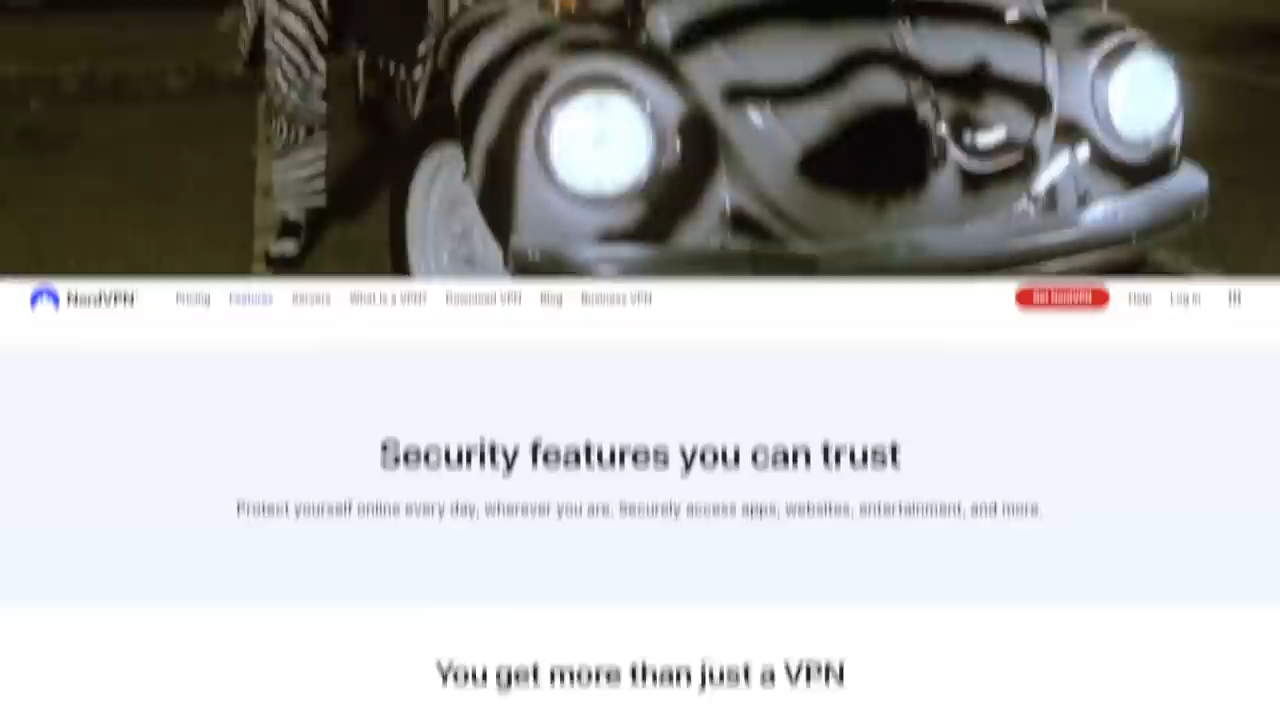 NordVPN
Pricing Features Servers What is a VPN? Download VPN Blog Business VPN
Get NordVPN Help Log in
Security features you can trust
Protect yourself online every day, wherever you are. Securely access apps, websites, entertainment, and more.
You get more than just a VPN